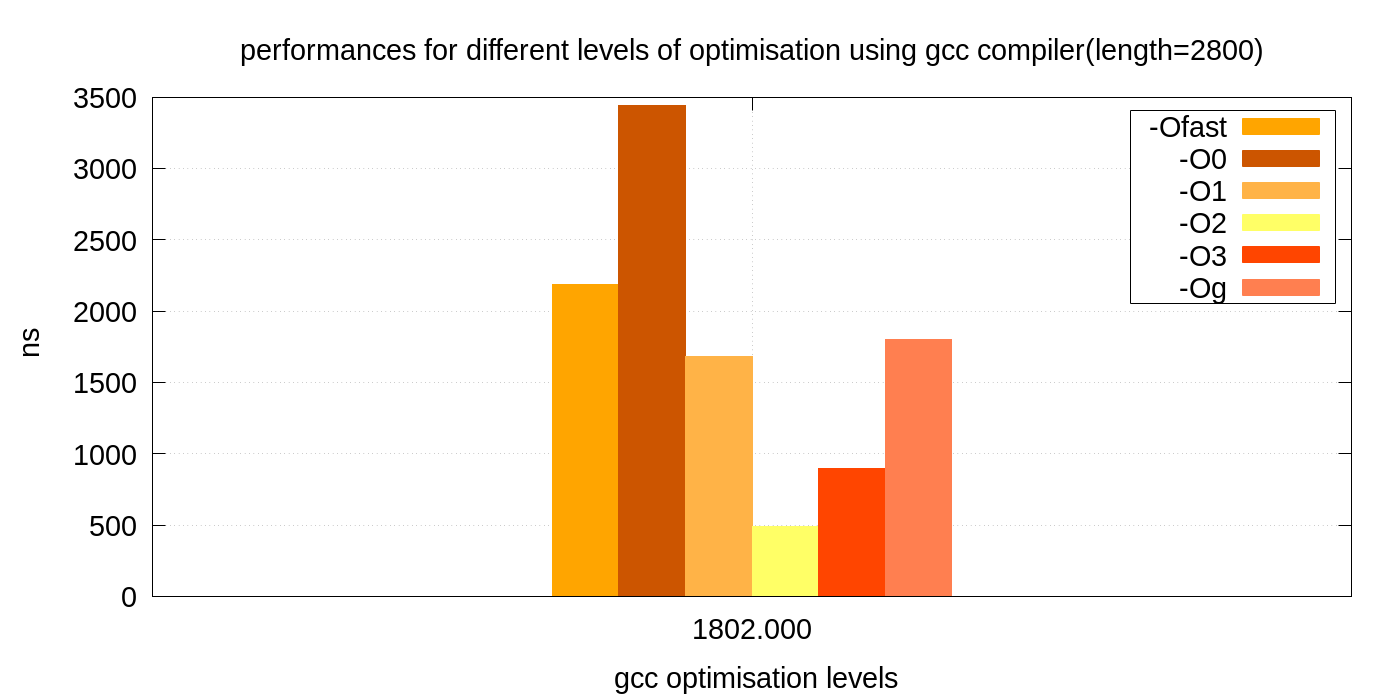 performances for different levels of optimisation using gcc compiler(length=2800)
3500
3000
2500
2000
1500
1000
500
0
ns
-Ofast
-O0
-O1
-O2
-O3
-Og
1802.000
gcc optimisation levels